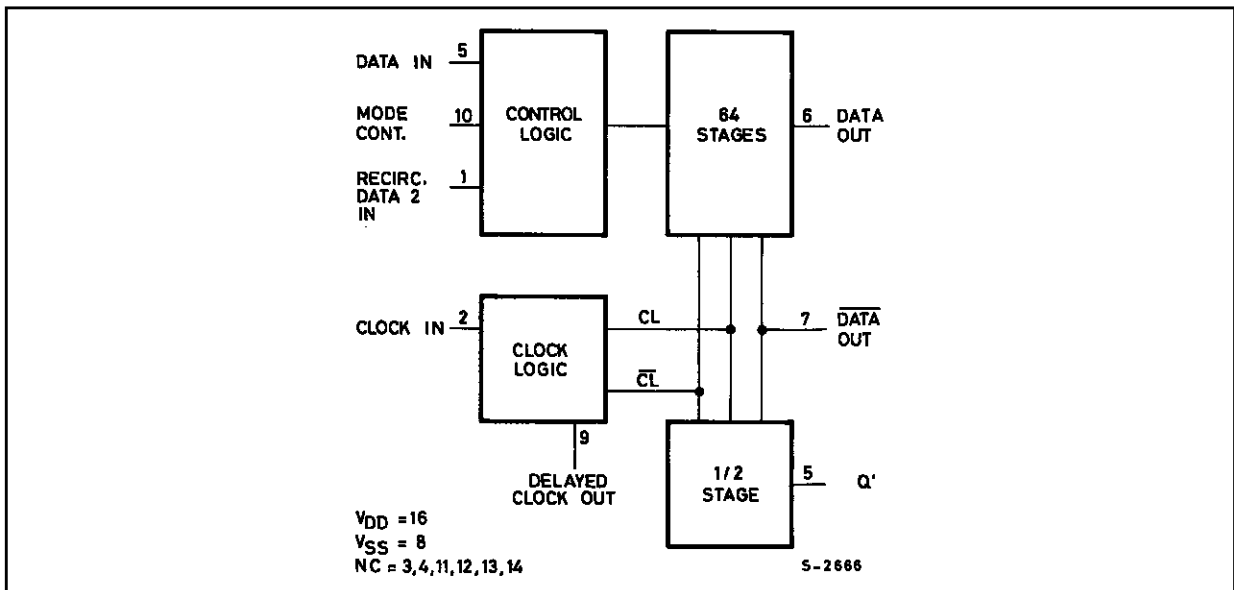 DATA IN 5
MODE CONT. 10
RECIRC. DATA 2 IN 1
CONTROL LOGIC
64 STAGES
6 DATA OUT
CLOCK IN 2
CLOCK LOGIC
CL
C̅L̅
7 D̅A̅T̅A̅ OUT
9
DELAYED CLOCK OUT
1/2 STAGE
5 Q'
VDD = 16
VSS = 8
NC = 3,4,11,12,13,14
S-2666